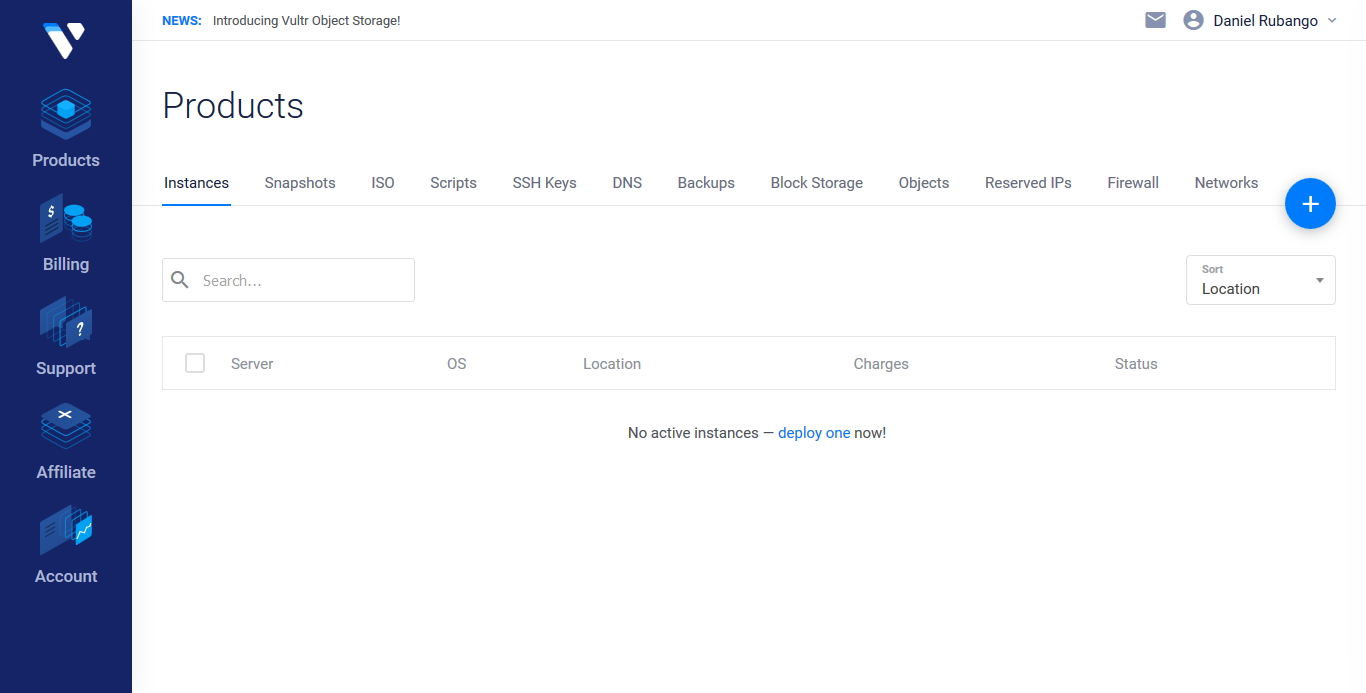 NEWS: Introducing Vultr Object Storage!
Daniel Rubango
Products
Billing
Support
Affiliate
Account
Products
Instances Snapshots ISO Scripts SSH Keys DNS Backups Block Storage Objects Reserved IPs Firewall Networks
+
Search...
Sort
Location
Server OS Location Charges Status
No active instances — deploy one now!